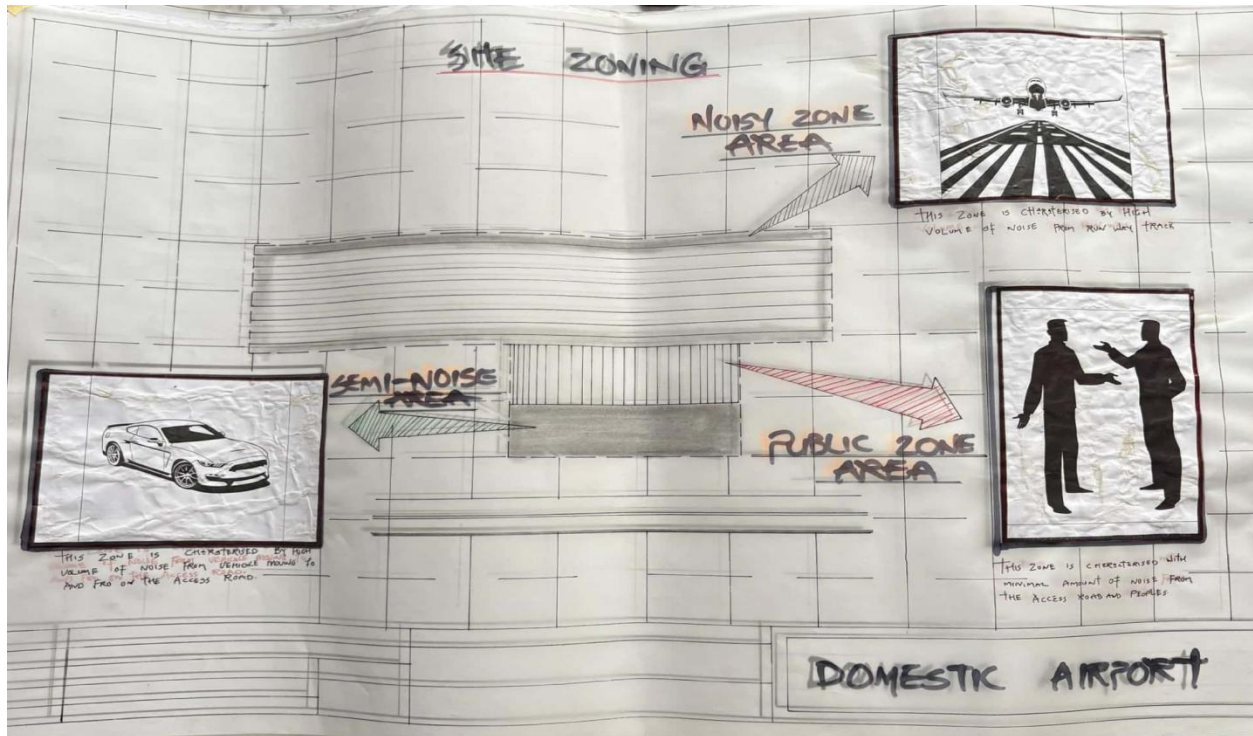 SITE ZONING
NOISY ZONE
AREA
THIS ZONE IS CHARTERISED BY HIGH
VOLUME OF NOISE FROM RUN WAY TRACK
SEMI-NOISE
AREA
THIS ZONE IS CHARSTERISED BY HIGH
VOLUME OF NOISE FROM VEHICLE MOVING TO
AND FRO ON THE ACCESS ROAD.
PUBLIC ZONE
AREA
THIS ZONE IS CHARACTERISED WITH
MINIMAL AMOUNT OF NOISE FROM
THE ACCESS ROAD AND PEOPLES
DOMESTIC AIRPORT